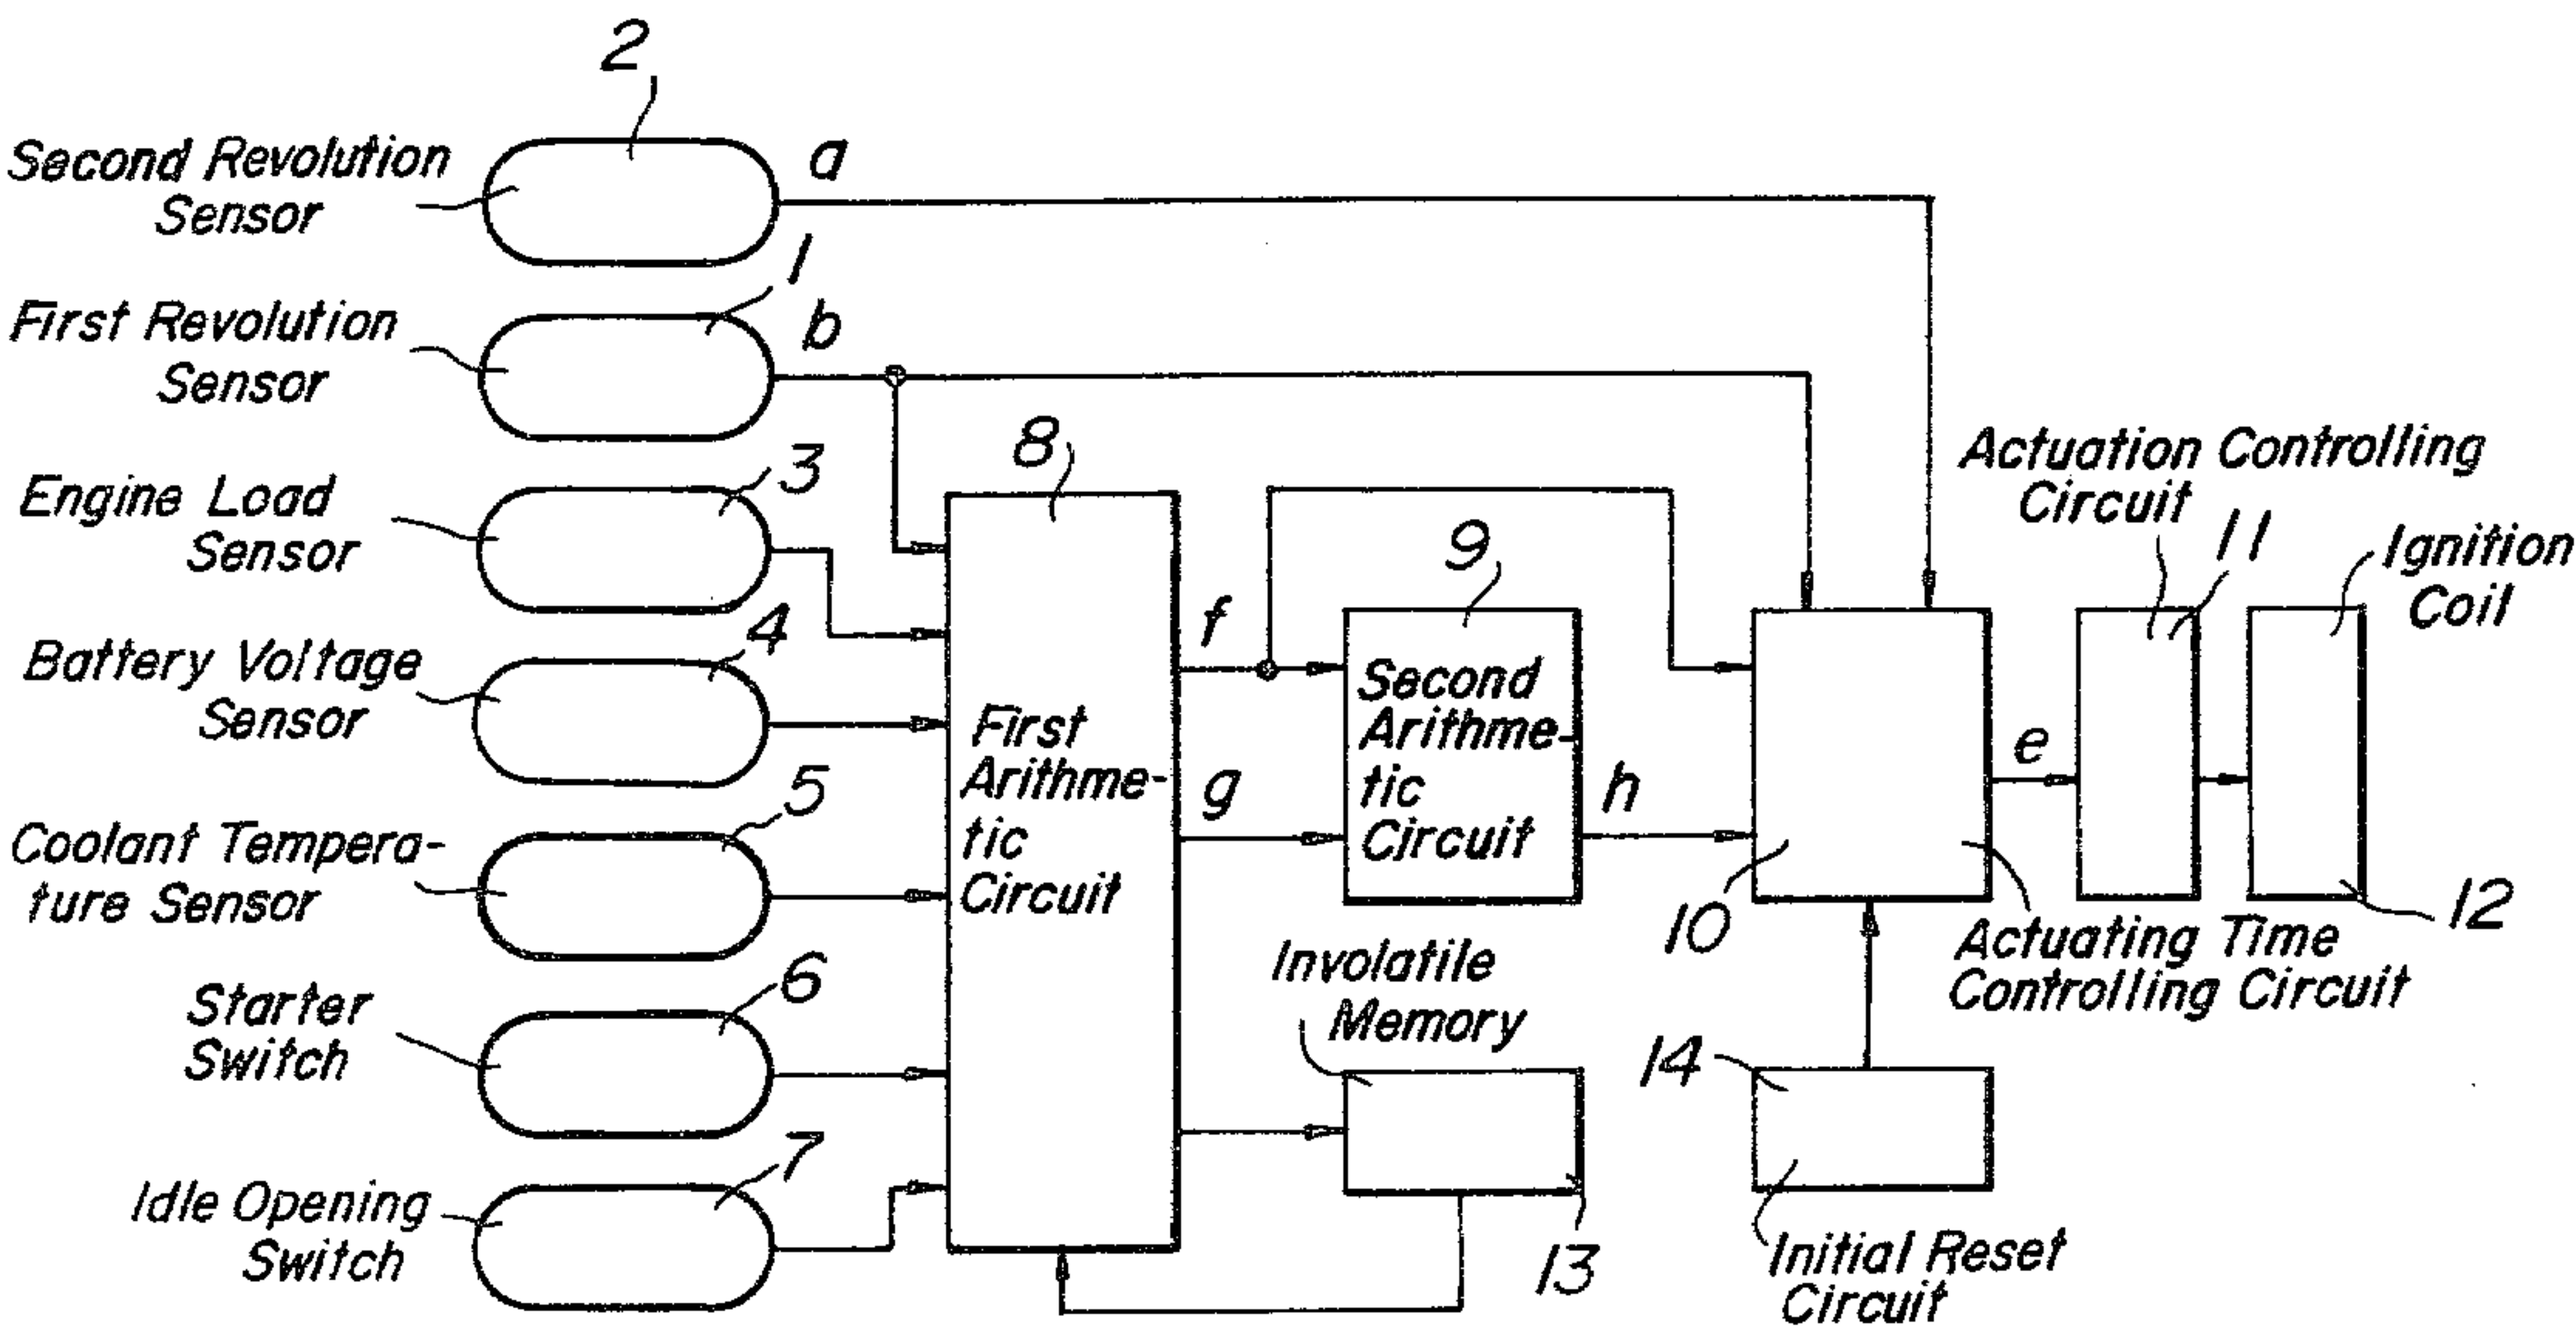 2
Second Revolution
Sensor
a
1
First Revolution
Sensor
b
3
Engine Load
Sensor
4
Battery Voltage
Sensor
5
Coolant Tempera-
ture Sensor
6
Starter
Switch
7
Idle Opening
Switch
8
First
Arithme-
tic
Circuit
f
g
9
Second
Arithme-
tic
Circuit
h
Involatile
Memory
13
10
Actuating Time
Controlling Circuit
14
Initial Reset
Circuit
e
Actuation Controlling
Circuit
11
Ignition
Coil
12